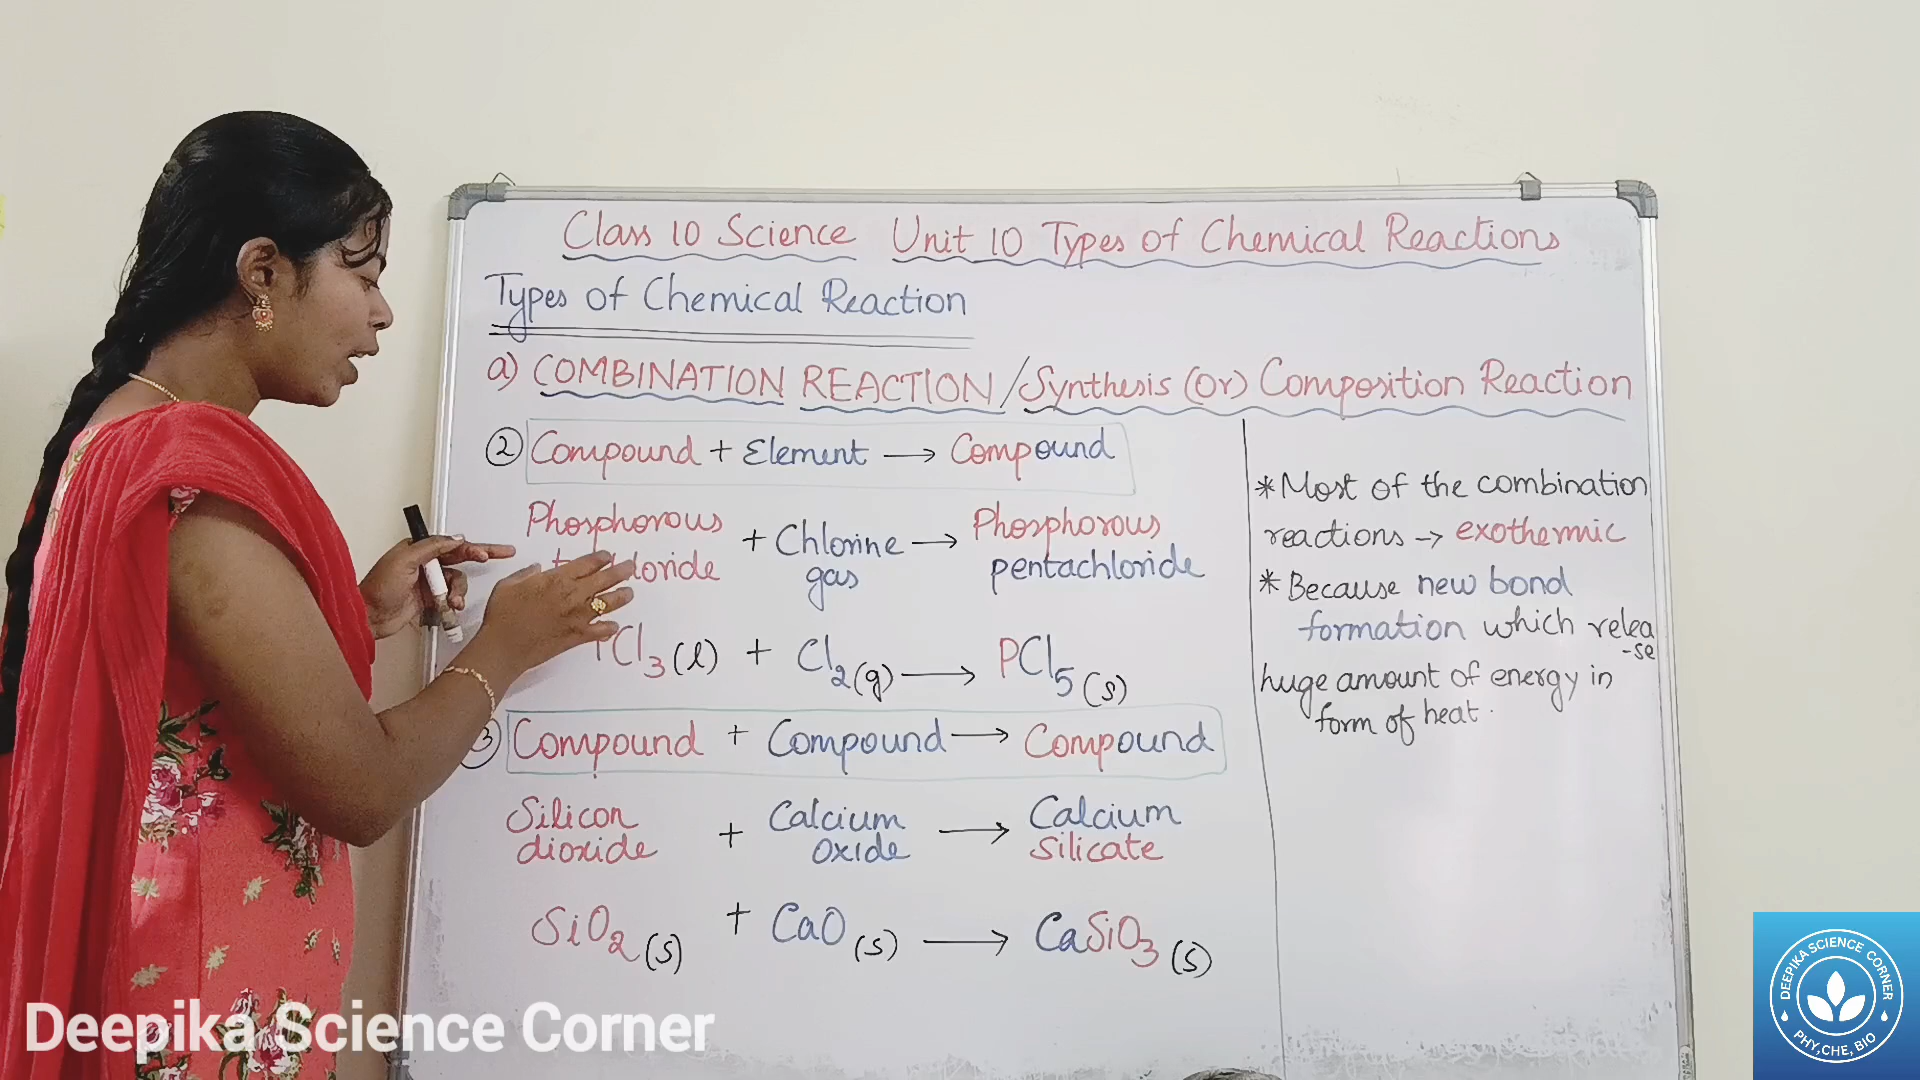 Class 10 Science Unit 10 Types of Chemical Reactions
Types of Chemical Reaction
a) COMBINATION REACTION/Synthesis (or) Composition Reaction
② Compound + Element → Compound
Phosphorous + Chlorine → Phosphorous
loride gas pentachloride
Cl3(l) + Cl2(g) → PCl5(s)
③ Compound + Compound → Compound
Silicon + Calcium → Calcium
dioxide Oxide Silicate
SiO2(s) + CaO(s) → CaSiO3(s)
*Most of the combination
reactions → exothermic
*Because new bond
formation which relea
-se
huge amount of energy in
form of heat.
Deepika Science Corner
DEEPIKA SCIENCE CORNER
PHY,CHE, BIO